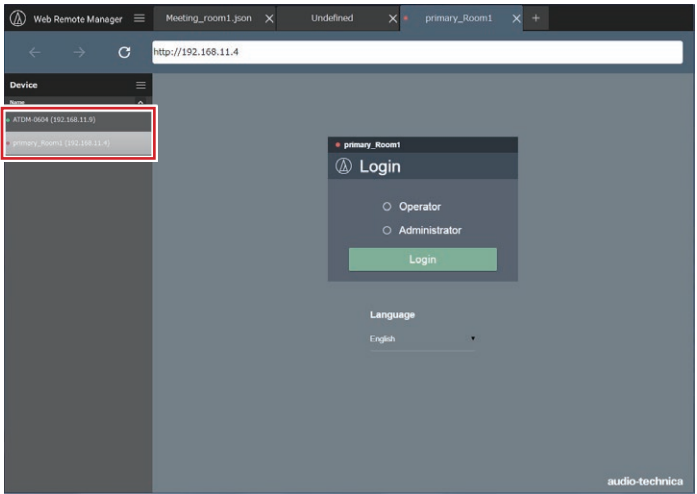 Web Remote Manager
Meeting_room1.json
Undefined
primary_Room1
http://192.168.11.4
Device
Name
ATDM-0604 (192.168.11.9)
primary_Room1 (192.168.11.4)
primary_Room1
Login
Operator
Administrator
Login
Language
English
audio-technica